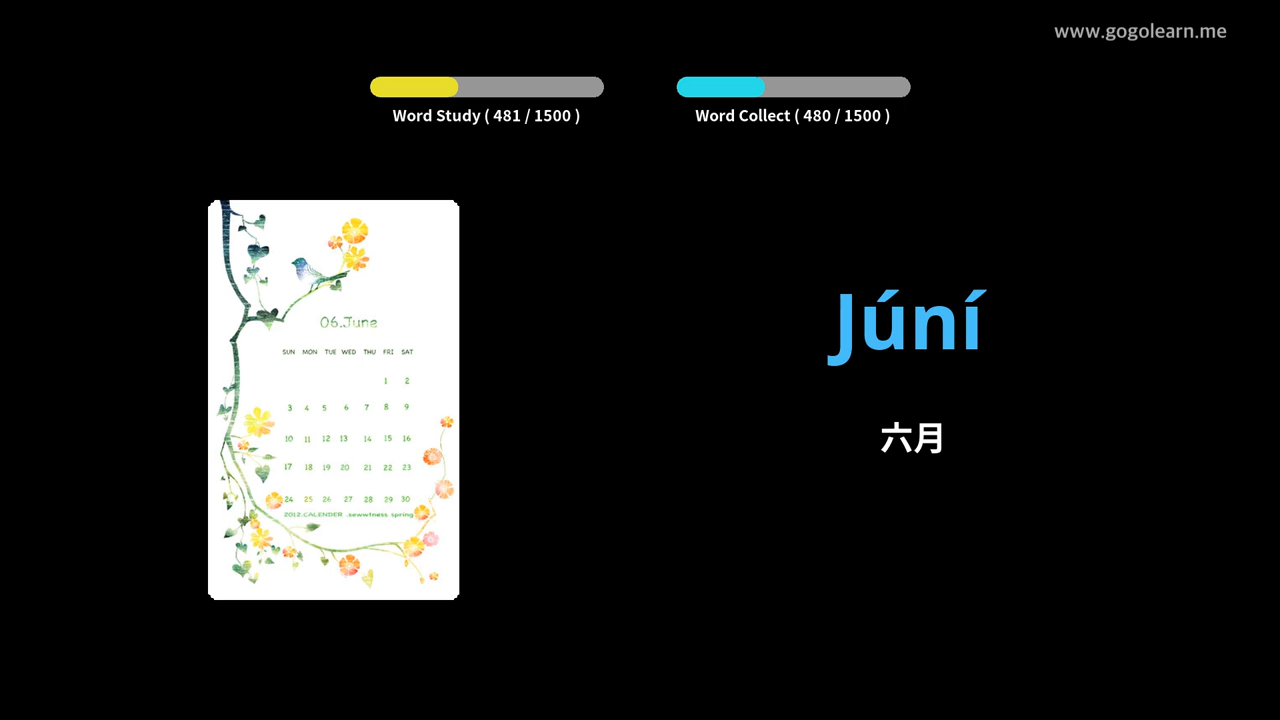 www.gogolearn.me
Word Study ( 481 / 1500 )
Word Collect ( 480 / 1500 )
06.June
SUN MON TUE WED THU FRI SAT
1 2
3 4 5 6 7 8 9
10 11 12 13 14 15 16
17 18 19 20 21 22 23
24 25 26 27 28 29 30
2012.CALENDER .sewwtness spring
Júní
六月